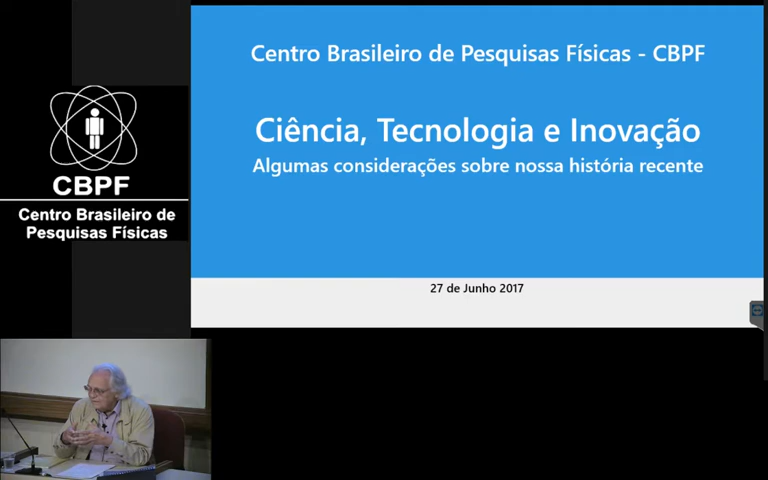 Centro Brasileiro de Pesquisas Físicas - CBPF
Ciência, Tecnologia e Inovação
Algumas considerações sobre nossa história recente
27 de Junho 2017
CBPF
Centro Brasileiro de
Pesquisas Físicas